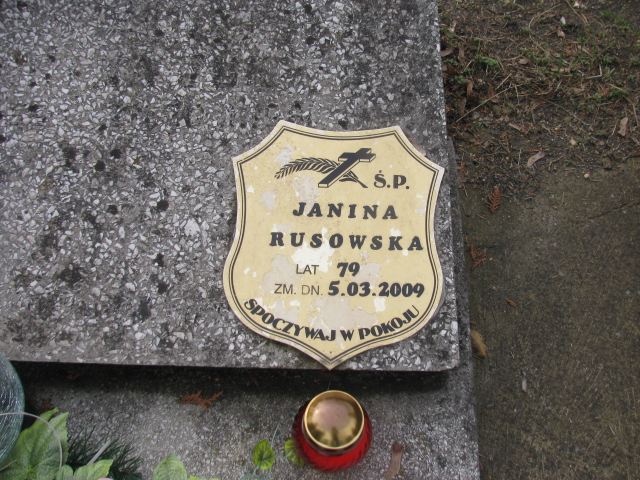 Ś.P.
JANINA
RUSOWSKA
LAT 79
ZM. DN. 5.03.2009
SPOCZYWAJ W POKOJU